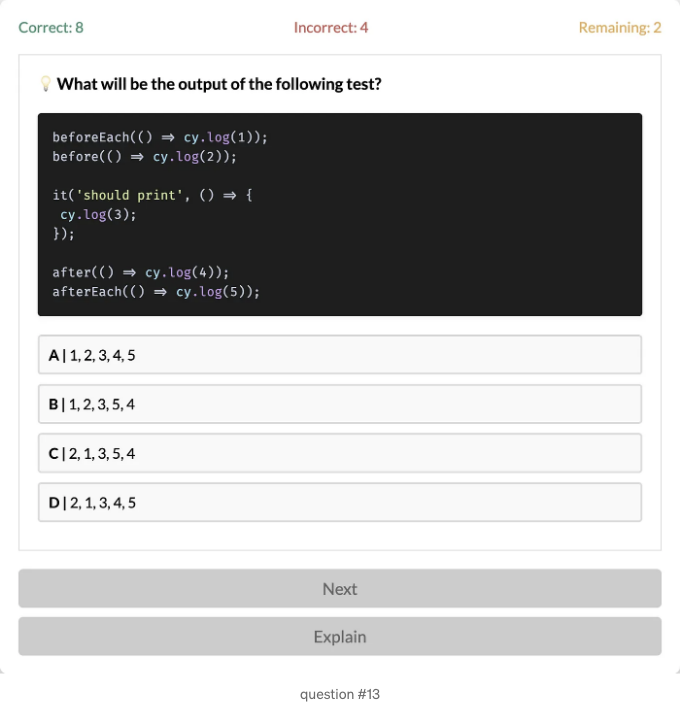 Correct: 8
Incorrect: 4
Remaining: 2
💡 What will be the output of the following test?
beforeEach(() => cy.log(1));
before(() => cy.log(2));
it('should print', () => {
cy.log(3);
});
after(() => cy.log(4));
afterEach(() => cy.log(5));
A | 1, 2, 3, 4, 5
B | 1, 2, 3, 5, 4
C | 2, 1, 3, 5, 4
D | 2, 1, 3, 4, 5
Next
Explain
question #13